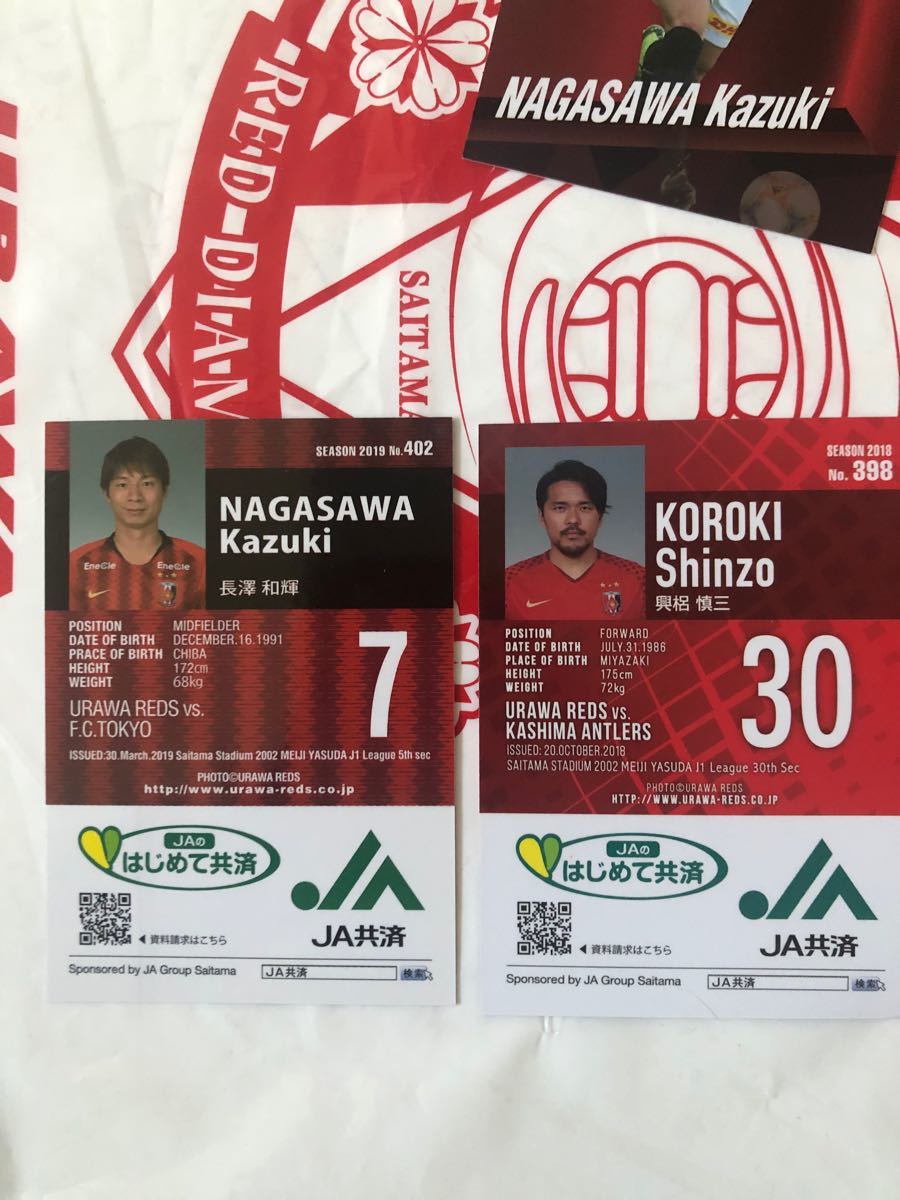 NAGASAWA Kazuki
RED DIAM
SAITAMA
SEASON 2019 No.402
NAGASAWA
Kazuki
長澤 和輝
EneCle EneCle
POSITION MIDFIELDER
DATE OF BIRTH DECEMBER.16.1991
PRACE OF BIRTH CHIBA
HEIGHT 172cm
WEIGHT 68kg
7
URAWA REDS vs.
F.C.TOKYO
ISSUED:30.March.2019 Saitama Stadium 2002 MEIJI YASUDA J1 League 5th sec
PHOTO©URAWA REDS
http://www.urawa-reds.co.jp
JAの
はじめて共済
JA共済
◀ 資料請求はこちら
Sponsored by JA Group Saitama
JA共済 検索
SEASON 2018
No. 398
KOROKI
Shinzo
興梠 慎三
POSITION FORWARD
DATE OF BIRTH JULY.31.1986
PLACE OF BIRTH MIYAZAKI
HEIGHT 175cm
WEIGHT 72kg
30
URAWA REDS vs.
KASHIMA ANTLERS
ISSUED: 20.OCTOBER.2018
SAITAMA STADIUM 2002 MEIJI YASUDA J1 League 30th Sec
PHOTO©URAWA REDS
HTTP://WWW.URAWA-REDS.CO.JP
JAの
はじめて共済
JA共済
◀ 資料請求はこちら
Sponsored by JA Group Saitama
JA共済 検索